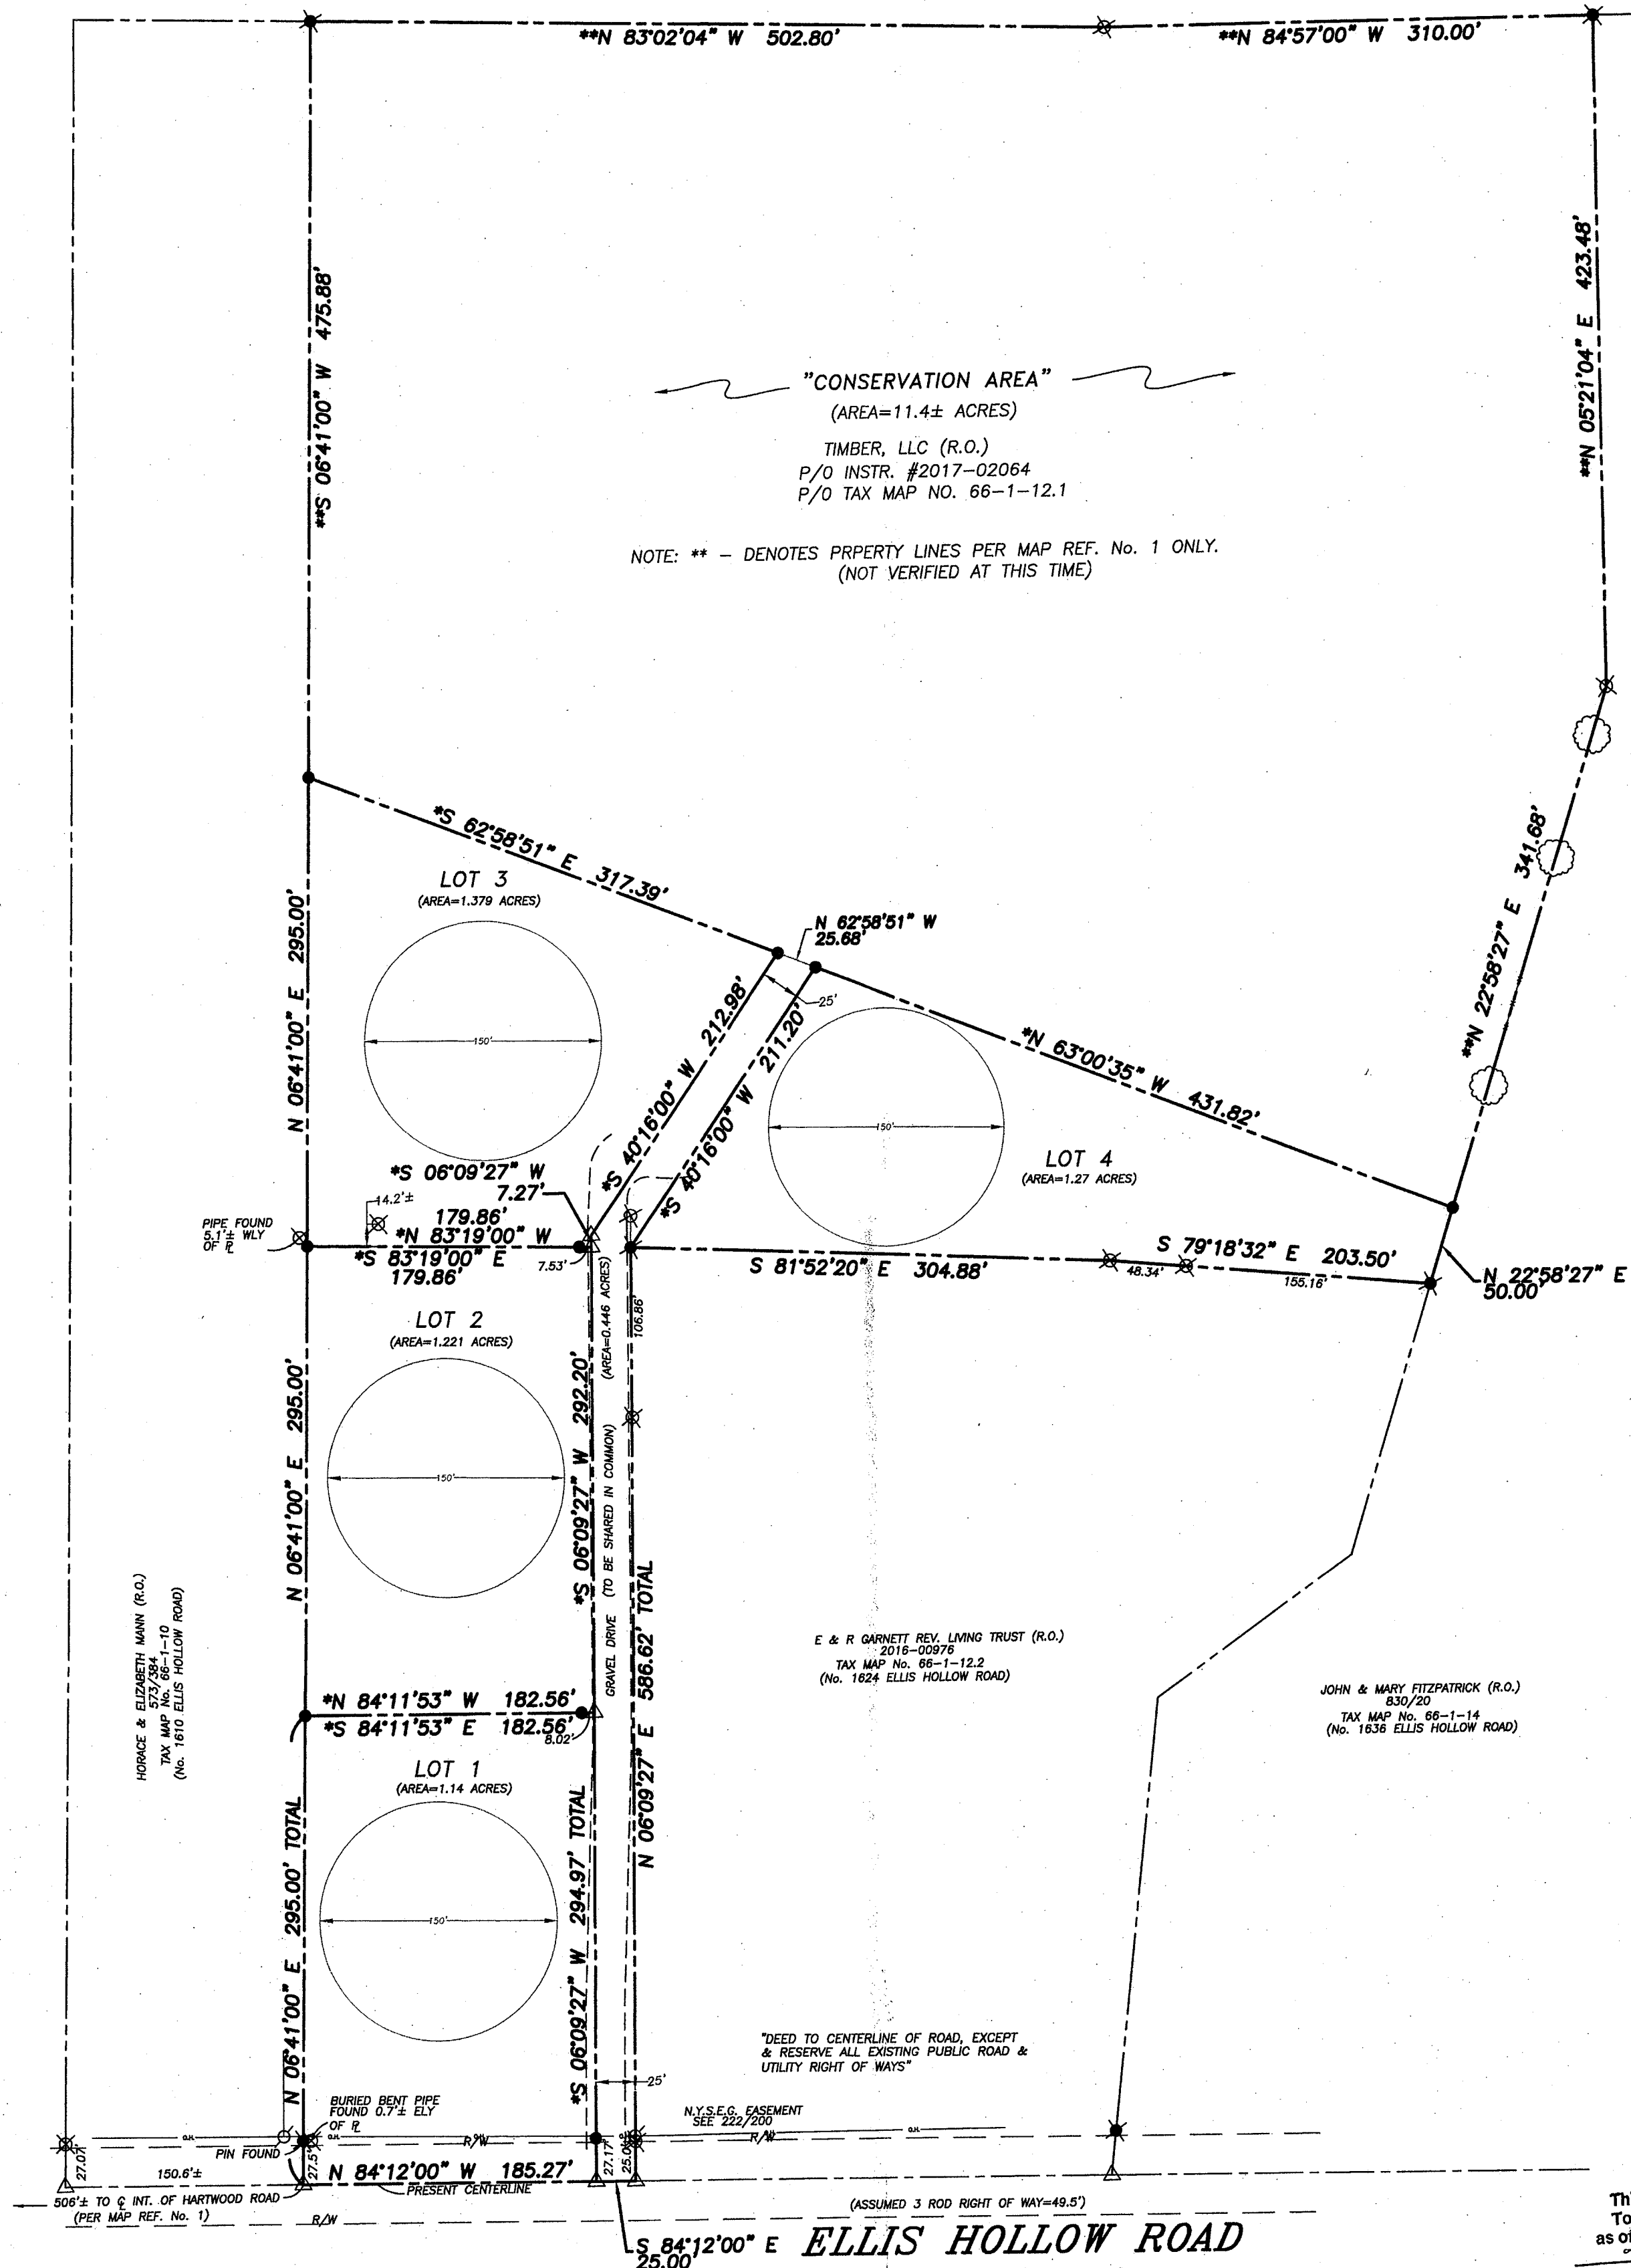 **N 83°02'04" W 502.80'
**N 84°57'00" W 310.00'
**S 06°41'00" W 475.88'
**N 05°21'04" E 423.48'
"CONSERVATION AREA"
(AREA=11.4± ACRES)
TIMBER, LLC (R.O.)
P/O INSTR. #2017-02064
P/O TAX MAP NO. 66-1-12.1
NOTE: ** - DENOTES PRPERTY LINES PER MAP REF. No. 1 ONLY.
(NOT VERIFIED AT THIS TIME)
**N 22°58'27" E 341.68'
*S 62°58'51" E 317.39'
LOT 3
(AREA=1.379 ACRES)
N 62°58'51" W
25.68'
N 06°41'00" E 295.00'
150'
*S 40°16'00" W 212.98'
25'
*S 40°16'00" W 211.20'
*N 63°00'35" W 431.82'
150'
LOT 4
(AREA=1.27 ACRES)
*S 06°09'27" W
7.27'
14.2'±
PIPE FOUND
5.1'± WLY
OF ℄
179.86'
*N 83°19'00" W
*S 83°19'00" E
179.86'
7.53'
S 81°52'20" E 304.88'
48.34'
S 79°18'32" E 203.50'
155.16'
N 22°58'27" E
50.00'
106.86'
LOT 2
(AREA=1.221 ACRES)
N 06°41'00" E 295.00'
150'
*S 06°09'27" W 292.20'
GRAVEL DRIVE (TO BE SHARED IN COMMON) (AREA=0.446 ACRES)
N 06°09'27" E 586.62' TOTAL
HORACE & ELIZABETH MANN (R.O.)
573/384
TAX MAP No. 66-1-10
(No. 1610 ELLIS HOLLOW ROAD)
E & R GARNETT REV. LIVING TRUST (R.O.)
2016-00976
TAX MAP No. 66-1-12.2
(No. 1624 ELLIS HOLLOW ROAD)
JOHN & MARY FITZPATRICK (R.O.)
830/20
TAX MAP No. 66-1-14
(No. 1636 ELLIS HOLLOW ROAD)
*N 84°11'53" W 182.56'
*S 84°11'53" E 182.56'
8.02'
LOT 1
(AREA=1.14 ACRES)
N 06°41'00" E 295.00' TOTAL
150'
*S 06°09'27" W 294.97' TOTAL
"DEED TO CENTERLINE OF ROAD, EXCEPT
& RESERVE ALL EXISTING PUBLIC ROAD &
UTILITY RIGHT OF WAYS"
25'
BURIED BENT PIPE
FOUND 0.7'± ELY
OF ℄
N.Y.S.E.G. EASEMENT
SEE 222/200
O.H.
O.H.
O.H.
R/W
R/W
PIN FOUND
27.07'
27.5'
27.17'
150.6'±
N 84°12'00" W 185.27'
PRESENT CENTERLINE
506'± TO ℄ INT. OF HARTWOOD ROAD
(PER MAP REF. No. 1)
R/W
(ASSUMED 3 ROD RIGHT OF WAY=49.5')
S 84°12'00" E
25.00'
ELLIS HOLLOW ROAD
Th
To
as of